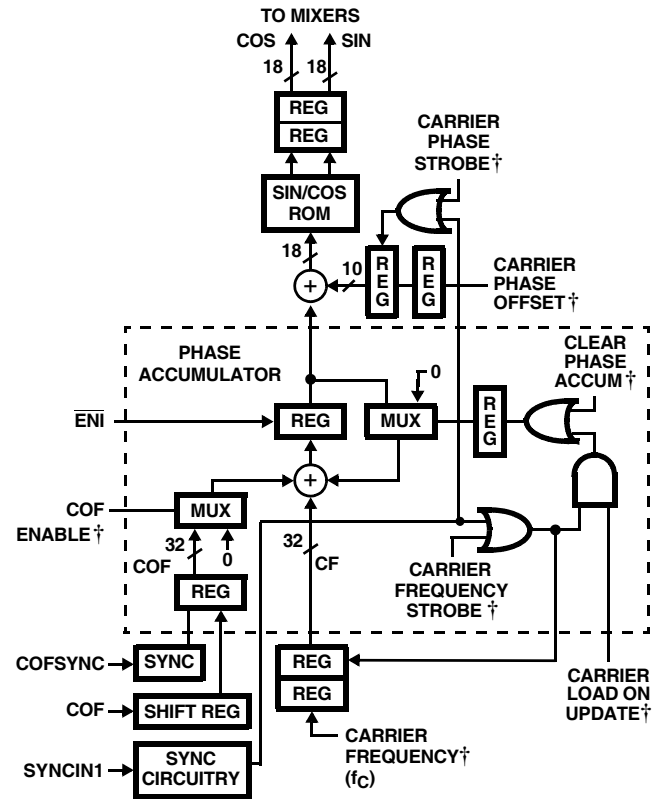 TO MIXERS
COS SIN
18 18
REG
REG
CARRIER
PHASE
STROBE†
SIN/COS
ROM
18
10
REG
REG
CARRIER
PHASE
OFFSET†
+
PHASE
ACCUMULATOR
0
CLEAR
PHASE
ACCUM†
ENI
REG
MUX
REG
+
COF
ENABLE†
MUX
32
COF
0
32
CF
REG
CARRIER
FREQUENCY
STROBE†
COFSYNC
SYNC
REG
REG
COF
SHIFT REG
CARRIER
LOAD ON
UPDATE†
CARRIER
FREQUENCY†
(fC)
SYNCIN1
SYNC
CIRCUITRY